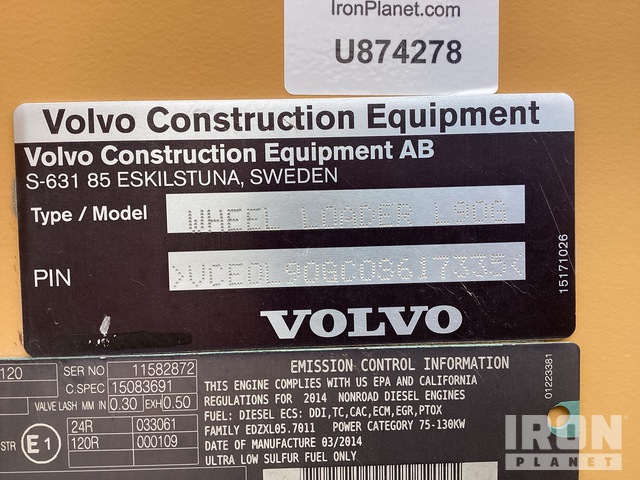 IronPlanet.com
U874278
Volvo Construction Equipment
Volvo Construction Equipment AB
S-631 85 ESKILSTUNA, SWEDEN
Type / Model WHEEL LOADER L90G
PIN >VCE0L90GC0S617335<
15171026
VOLVO
120 SER NO 11582872
C.SPEC 15083691
VALVE LASH MM IN 0.30 EXH 0.50
STR E1 24R 033061
120R 000109
EMISSION CONTROL INFORMATION
THIS ENGINE COMPLIES WITH US EPA AND CALIFORNIA
REGULATIONS FOR 2014 NONROAD DIESEL ENGINES
FUEL: DIESEL ECS: DDI,TC,CAC,ECM,EGR,PTOX
FAMILY EDZXL05.7011 POWER CATEGORY 75-130KW
DATE OF MANUFACTURE 03/2014
ULTRA LOW SULFUR FUEL ONLY
01223381
IRON
PLANET